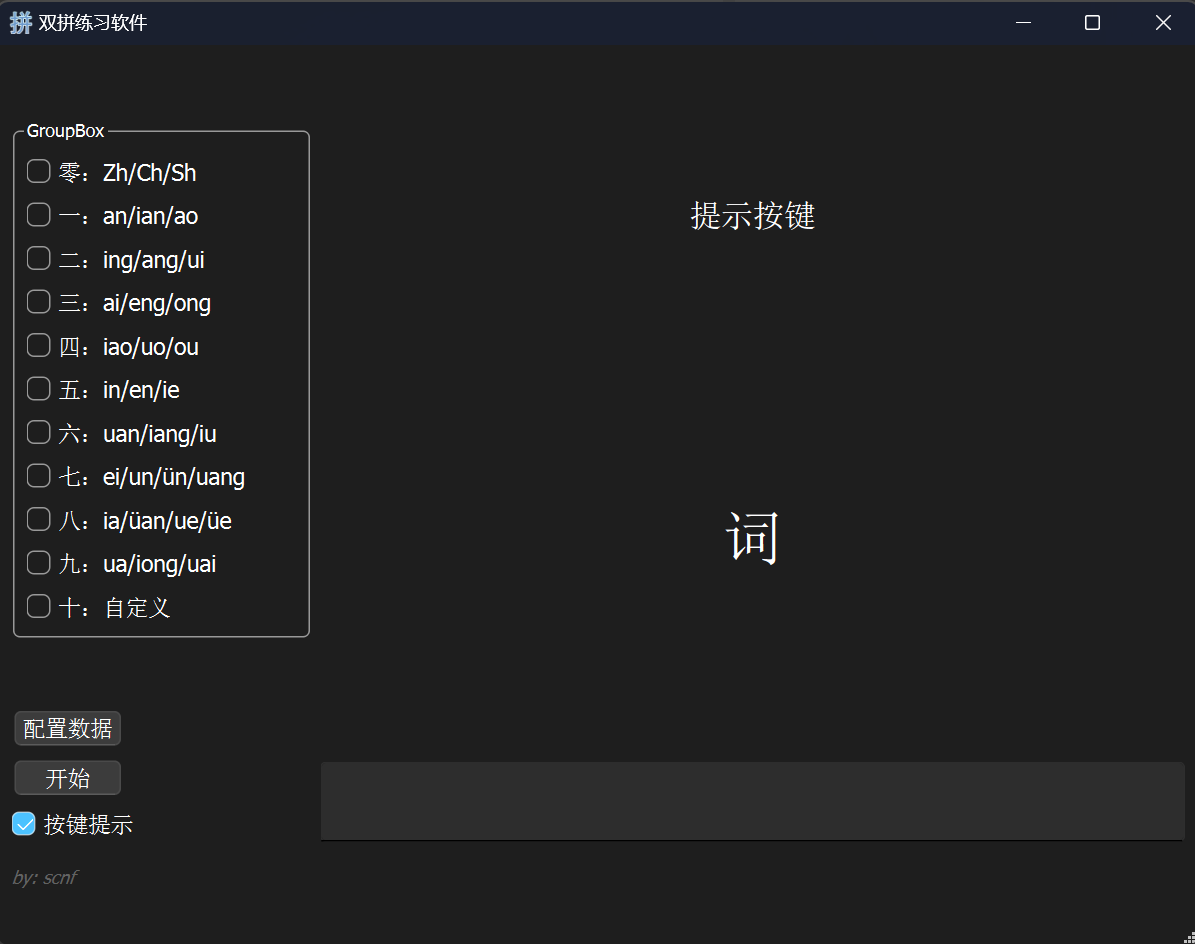 拼 双拼练习软件
GroupBox
零：Zh/Ch/Sh
一：an/ian/ao
二：ing/ang/ui
三：ai/eng/ong
四：iao/uo/ou
五：in/en/ie
六：uan/iang/iu
七：ei/un/ün/uang
八：ia/üan/ue/üe
九：ua/iong/uai
十：自定义
提示按键
词
配置数据
开始
按键提示
by: scnf